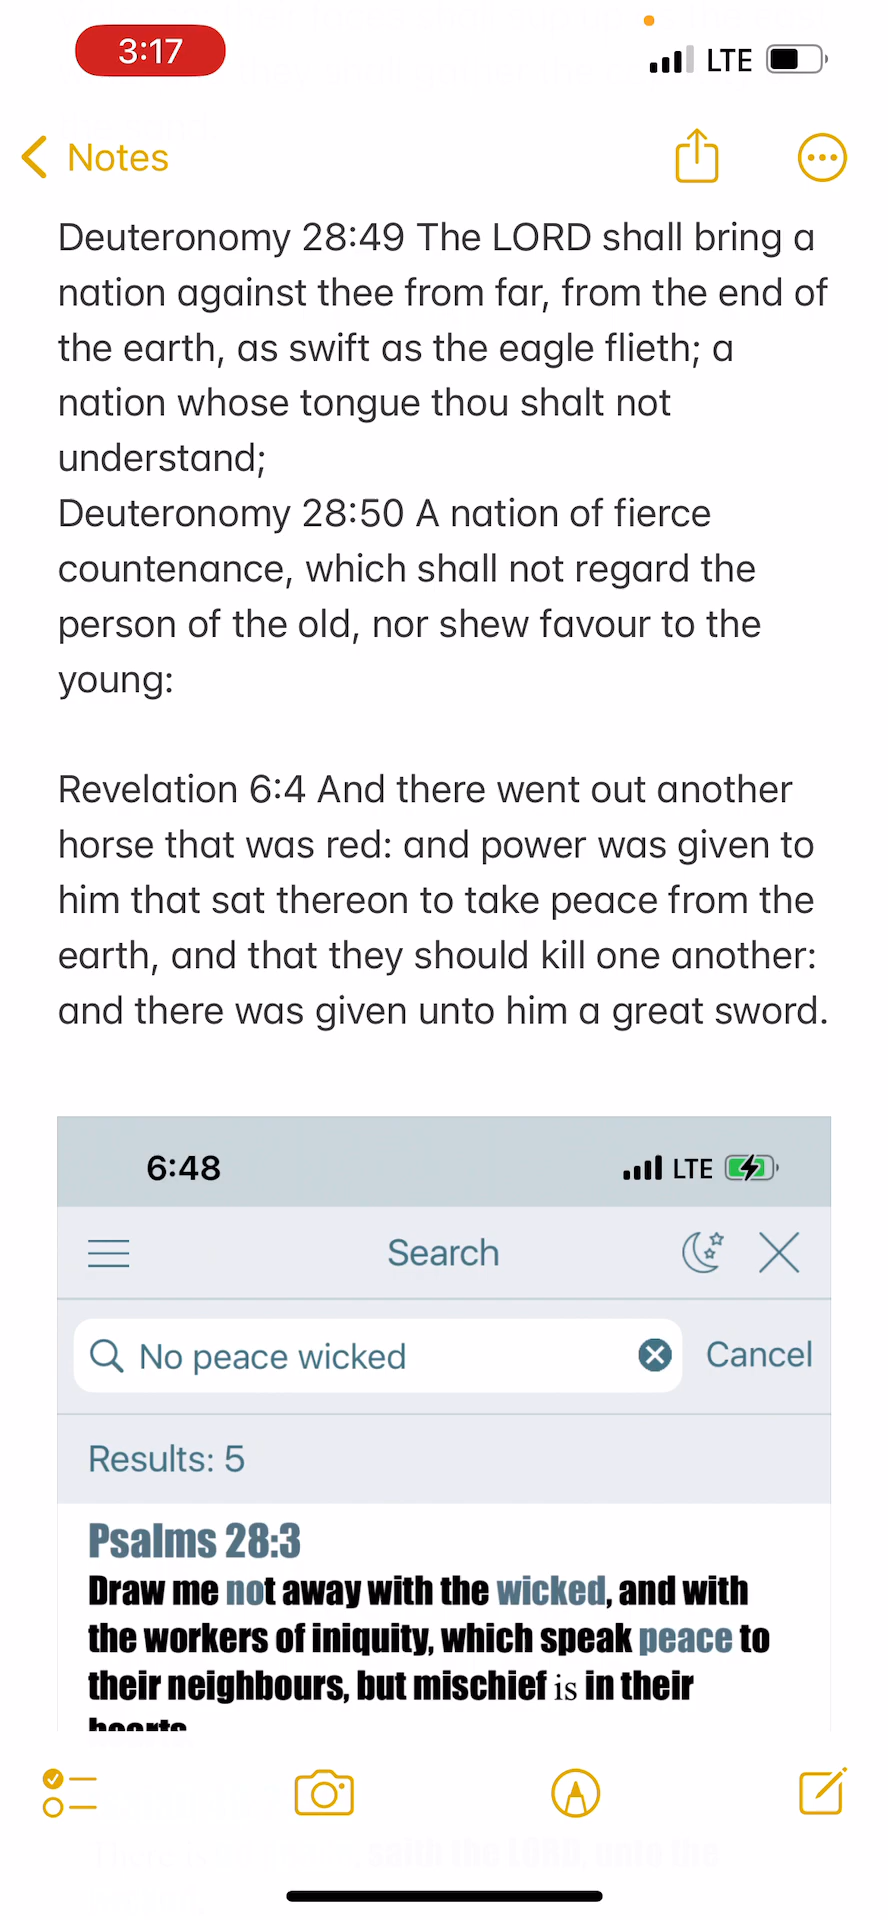 3:17
LTE
Notes
Deuteronomy 28:49 The LORD shall bring a
nation against thee from far, from the end of
the earth, as swift as the eagle flieth; a
nation whose tongue thou shalt not
understand;
Deuteronomy 28:50 A nation of fierce
countenance, which shall not regard the
person of the old, nor shew favour to the
young:
Revelation 6:4 And there went out another
horse that was red: and power was given to
him that sat thereon to take peace from the
earth, and that they should kill one another:
and there was given unto him a great sword.
6:48
LTE
Search
No peace wicked
Cancel
Results: 5
Psalms 28:3
Draw me not away with the wicked, and with
the workers of iniquity, which speak peace to
their neighbours, but mischief is in their
hearts